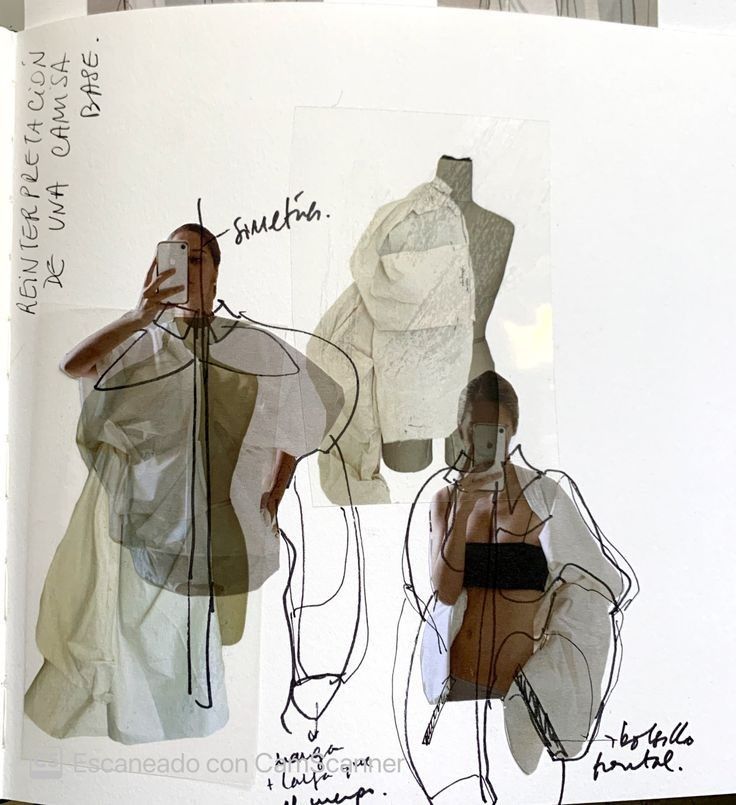 REINTERPRETACIÓN
DE UNA CAMISA
BASE.
simetría.
manga
+ larga que
el cuerpo.
bolsillo
frontal.
Escaneado con CamScanner